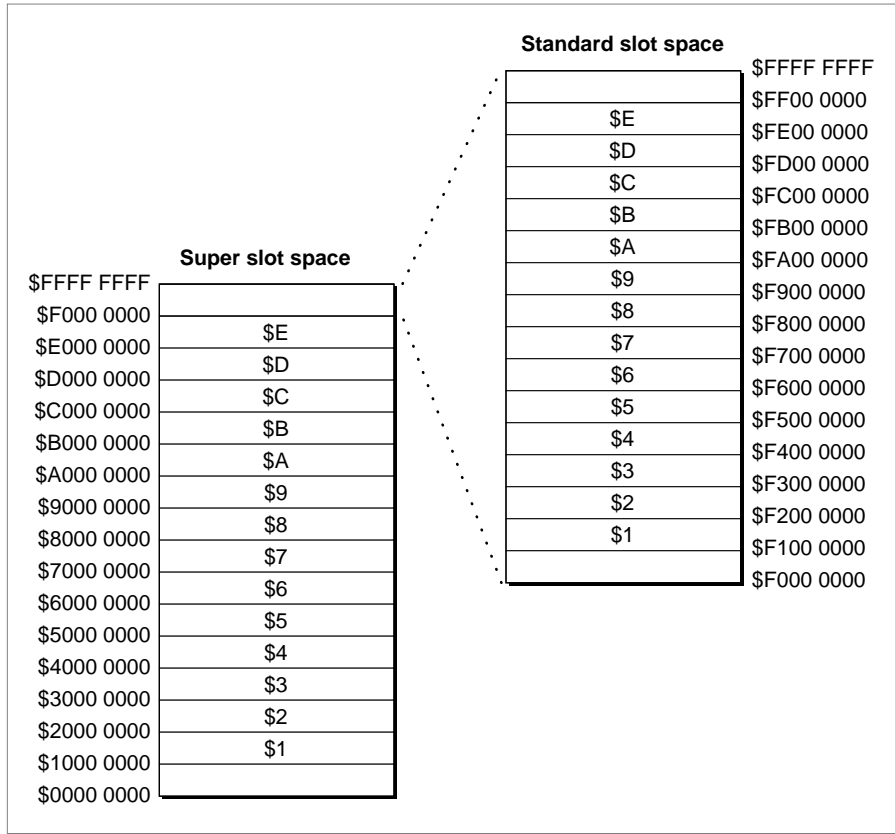 Standard slot space
$FFFF FFFF
$FF00 0000
$E
$FE00 0000
$D
$FD00 0000
$C
$FC00 0000
$B
$FB00 0000
$A
$FA00 0000
$9
$F900 0000
$8
$F800 0000
$7
$F700 0000
$6
$F600 0000
$5
$F500 0000
$4
$F400 0000
$3
$F300 0000
$2
$F200 0000
$1
$F100 0000
$F000 0000
Super slot space
$FFFF FFFF
$F000 0000
$E
$E000 0000
$D
$D000 0000
$C
$C000 0000
$B
$B000 0000
$A
$A000 0000
$9
$9000 0000
$8
$8000 0000
$7
$7000 0000
$6
$6000 0000
$5
$5000 0000
$4
$4000 0000
$3
$3000 0000
$2
$2000 0000
$1
$1000 0000
$0000 0000